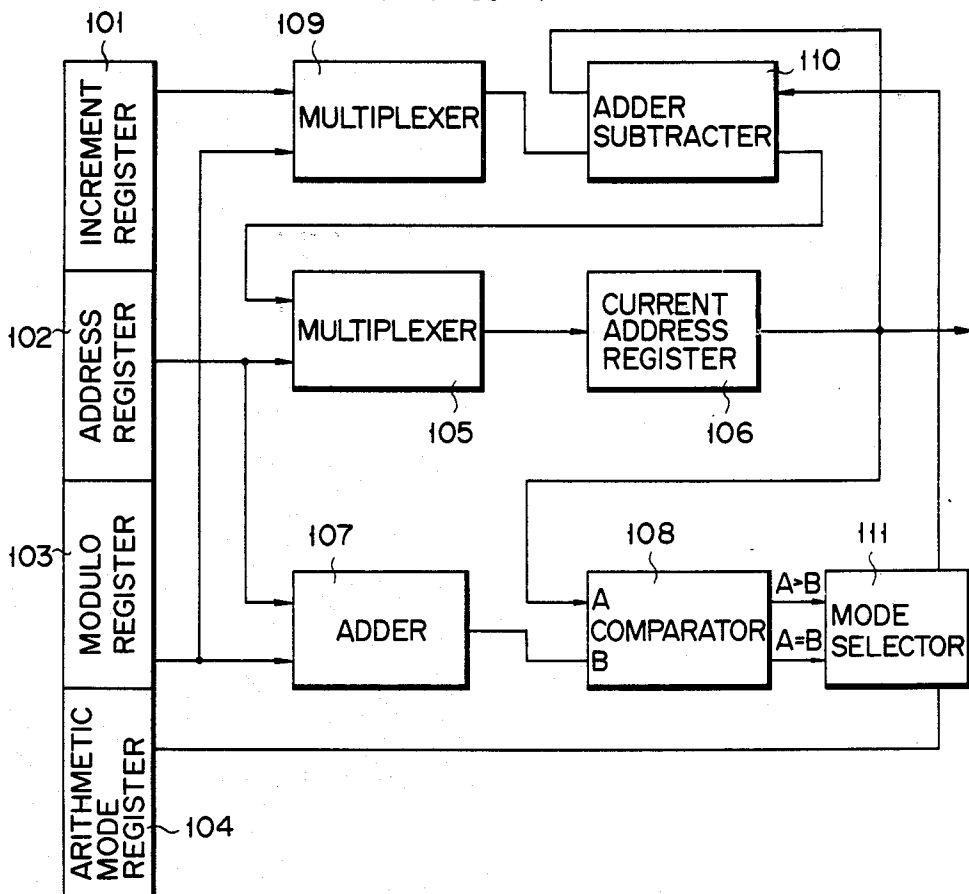 101
INCREMENT
REGISTER
102
ADDRESS
REGISTER
103
MODULO
REGISTER
ARITHMETIC
MODE
REGISTER
104
109
MULTIPLEXER
110
ADDER
SUBTRACTER
MULTIPLEXER
105
CURRENT
ADDRESS
REGISTER
106
107
ADDER
108
A
COMPARATOR
B
A>B
A=B
111
MODE
SELECTOR